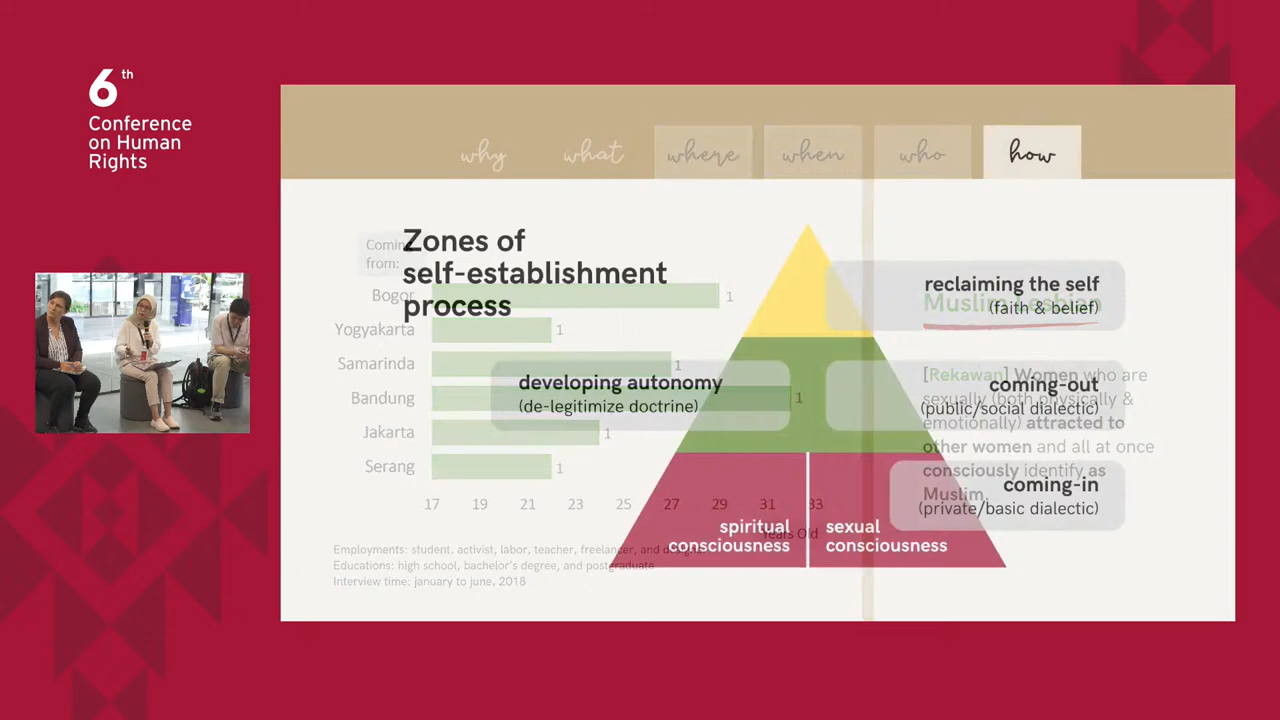 6th
Conference
on Human
Rights
why
what
where
when
who
how
Zones of
self-establishment
process
Coming
from:
Bogor
1
Yogyakarta
1
Samarinda
1
Bandung
1
Jakarta
1
Serang
1
17 19 21 23 25 27 29 31 33
Years Old
Employments: student, activist, labor, teacher, freelancer, and
Educations: high school, bachelor's degree, and postgraduate
Interview time: january to june, 2018
developing autonomy
(de-legitimize doctrine)
spiritual
consciousness
sexual
consciousness
reclaiming the self
(faith & belief)
coming-out
(public/social dialectic)
coming-in
(private/basic dialectic)
Muslim Lesbian
[Rekawan] Women who are
sexually (both physically &
emotionally) attracted to
other women and all at once
consciously identify as
Muslim.